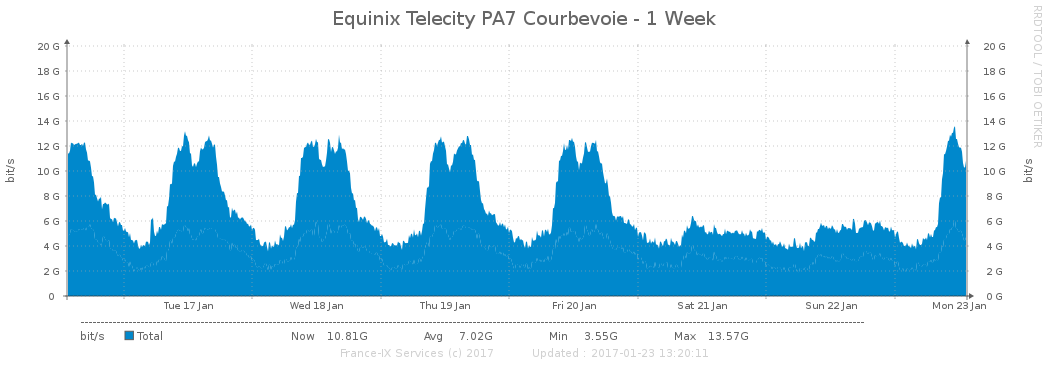 Equinix Telecity PA7 Courbevoie - 1 Week
RRDTOOL / TOBI OETIKER
bit/s
20 G 20 G
18 G 18 G
16 G 16 G
14 G 14 G
12 G 12 G
10 G 10 G
8 G 8 G
6 G 6 G
4 G 4 G
2 G 2 G
0 0 G
bit/s
Tue 17 Jan Wed 18 Jan Thu 19 Jan Fri 20 Jan Sat 21 Jan Sun 22 Jan Mon 23 Jan
bit/s Total Now 10.81G Avg 7.02G Min 3.55G Max 13.57G
France-IX Services (c) 2017 Updated : 2017-01-23 13:20:11